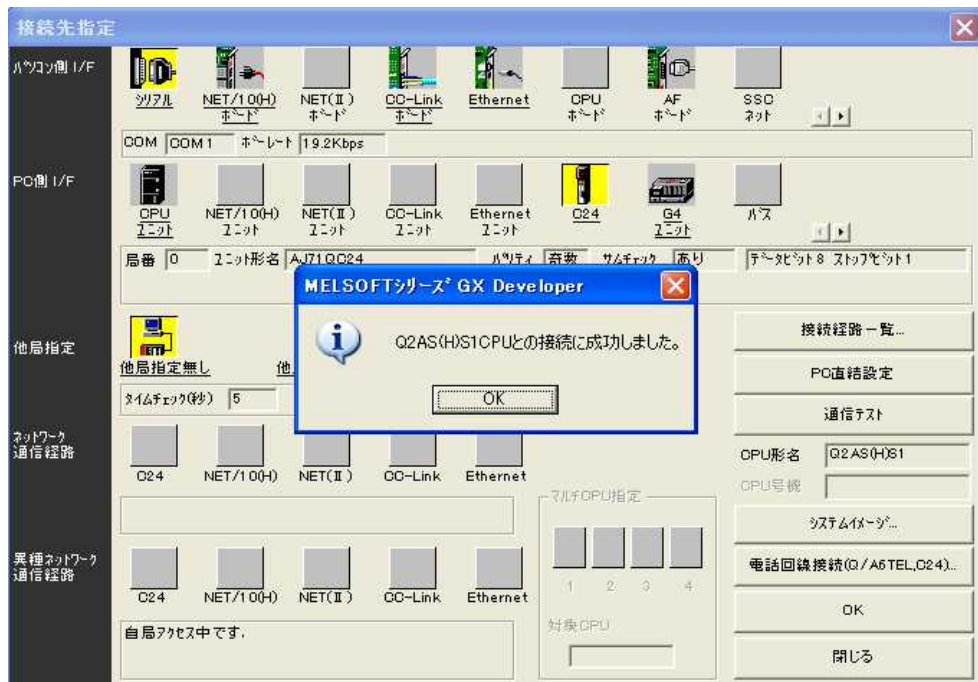 接続先指定
パソコン側 I/F
シリアル
NET/10(H)
ボード
NET(Ⅱ)
ボード
CC-Link
ボード
Ethernet
ボード
CPU
ボード
AF
ボード
SSC
ネット
COM COM1 ボーレート 19.2Kbps
PC側 I/F
CPU
ユニット
NET/10(H)
ユニット
NET(Ⅱ)
ユニット
CC-Link
ユニット
Ethernet
ユニット
C24
G4
ユニット
バス
局番 0 ユニット形名 AJ71QC24 パリティ 奇数 サムチェック あり データビット8 ストップビット1
MELSOFTシリーズ GX Developer
Q2AS(H)S1CPUとの接続に成功しました。
OK
他局指定
他局指定無し
他
タイムチェック(秒) 5
接続経路一覧...
PC直結設定
通信テスト
CPU形名 Q2AS(H)S1
CPU号機
システムイメージ...
電話回線接続(Q/A6TEL,C24)...
OK
閉じる
ネットワーク
通信経路
C24 NET/10(H) NET(Ⅱ) CC-Link Ethernet
マルチCPU指定
1 2 3 4
対象CPU
異種ネットワーク
通信経路
C24 NET/10(H) NET(Ⅱ) CC-Link Ethernet
自局アクセス中です.